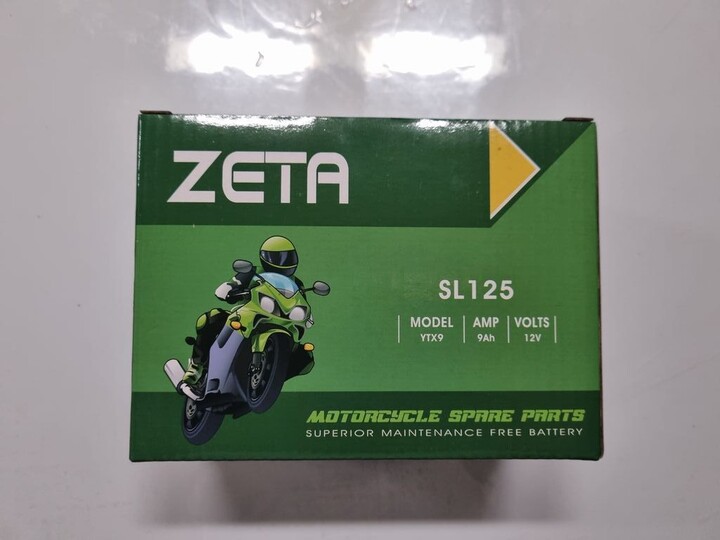 ZETA
SL125
MODEL AMP VOLTS
YTX9 9Ah 12V
MOTORCYCLE SPARE PARTS
SUPERIOR MAINTENANCE FREE BATTERY